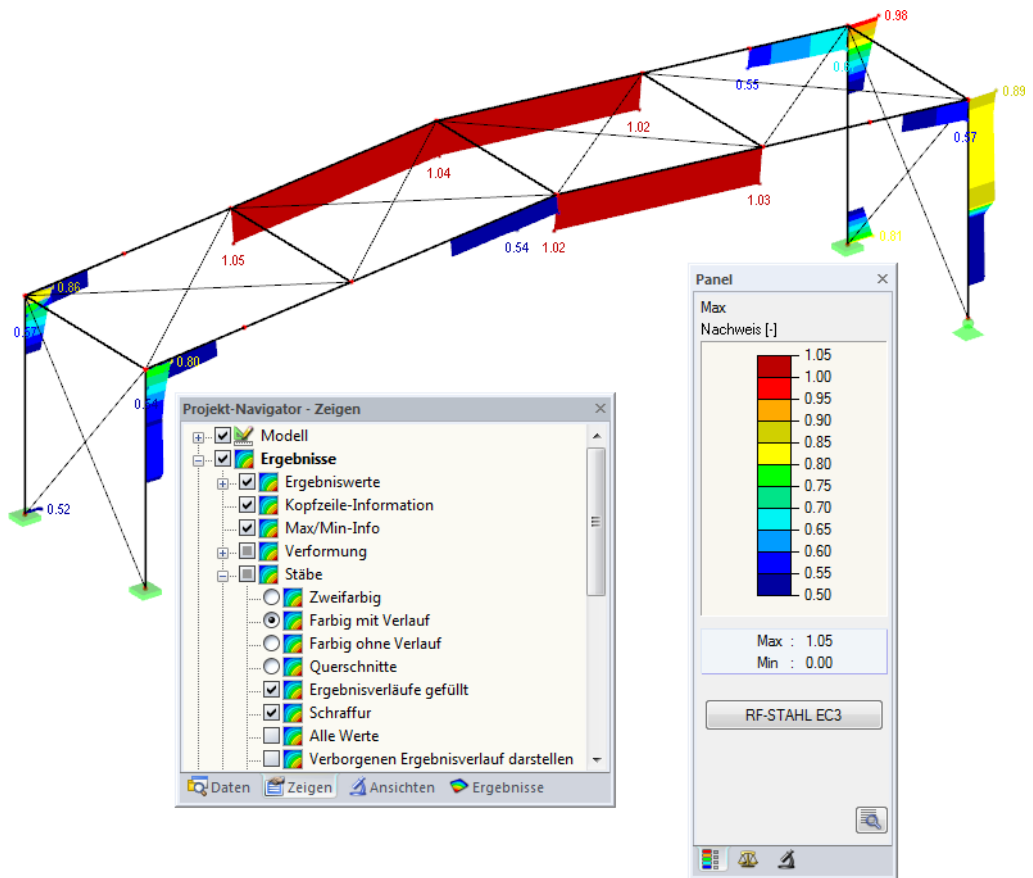 0.98
0.67
0.55
0.89
0.57
1.02
1.04
1.03
1.05
0.54
1.02
0.81
0.86
0.57
0.80
0.52
Panel
Max
Nachweis [-]
1.05
1.00
0.95
0.90
0.85
0.80
0.75
0.70
0.65
0.60
0.55
0.50
Max : 1.05
Min : 0.00
RF-STAHL EC3
Projekt-Navigator - Zeigen
Modell
Ergebnisse
Ergebniswerte
Kopfzeile-Information
Max/Min-Info
Verformung
Stäbe
Zweifarbig
Farbig mit Verlauf
Farbig ohne Verlauf
Querschnitte
Ergebnisverläufe gefüllt
Schraffur
Alle Werte
Verborgenen Ergebnisverlauf darstellen
Daten Zeigen Ansichten Ergebnisse